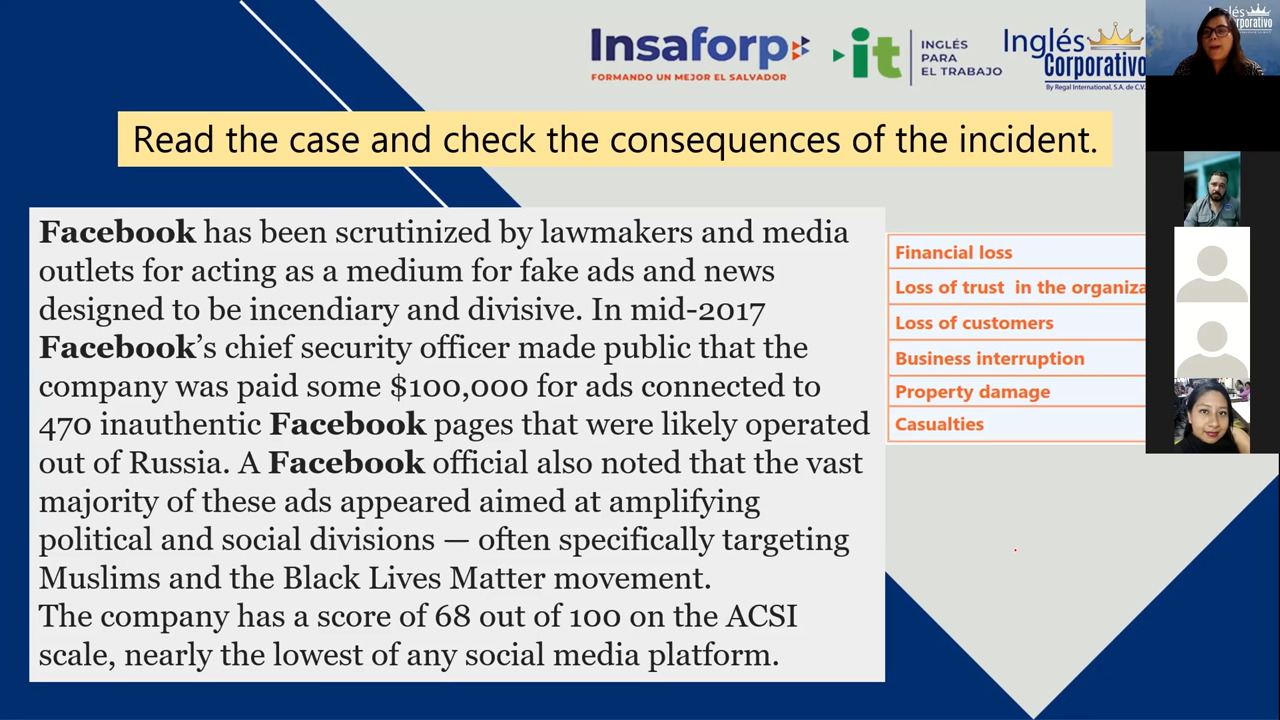 Insaforp
FORMANDO UN MEJOR EL SALVADOR
it
INGLÉS
PARA
EL TRABAJO
Inglés
Corporativo
By Regal International, S.A. de C.V.
Read the case and check the consequences of the incident.
Facebook has been scrutinized by lawmakers and media
outlets for acting as a medium for fake ads and news
designed to be incendiary and divisive. In mid-2017
Facebook’s chief security officer made public that the
company was paid some $100,000 for ads connected to
470 inauthentic Facebook pages that were likely operated
out of Russia. A Facebook official also noted that the vast
majority of these ads appeared aimed at amplifying
political and social divisions — often specifically targeting
Muslims and the Black Lives Matter movement.
The company has a score of 68 out of 100 on the ACSI
scale, nearly the lowest of any social media platform.
Financial loss
Loss of trust in the organiza
Loss of customers
Business interruption
Property damage
Casualties